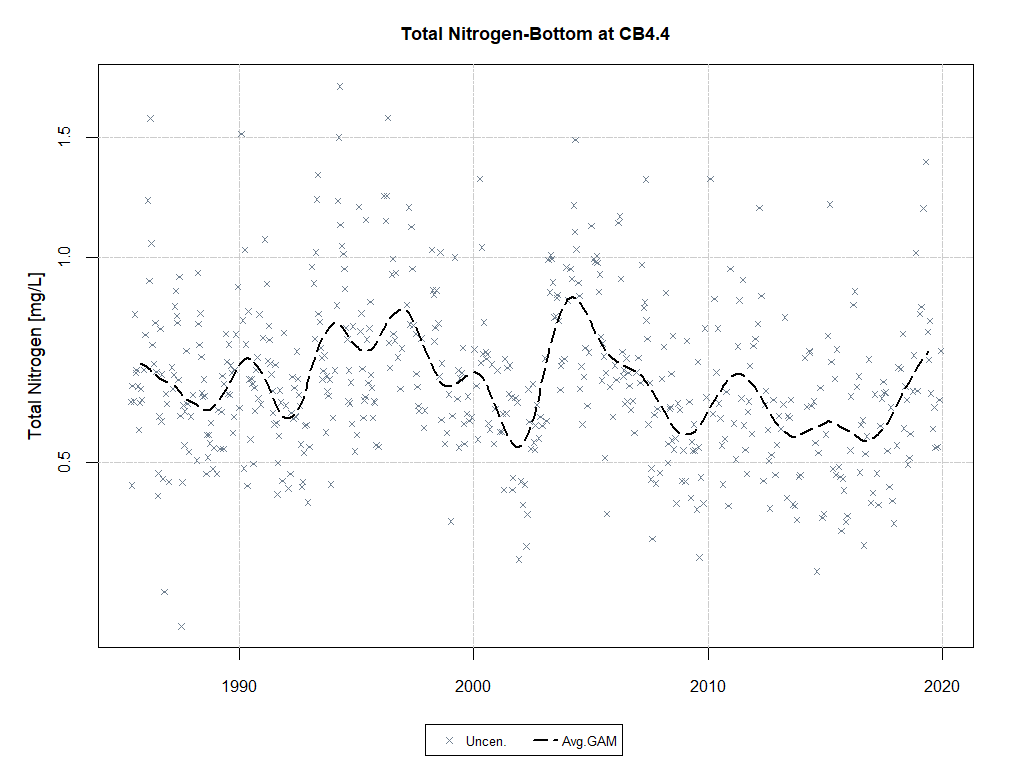 Total Nitrogen-Bottom at CB4.4
Total Nitrogen [mg/L]
1.5
1.0
0.5
1990 2000 2010 2020
Uncen. Avg.GAM